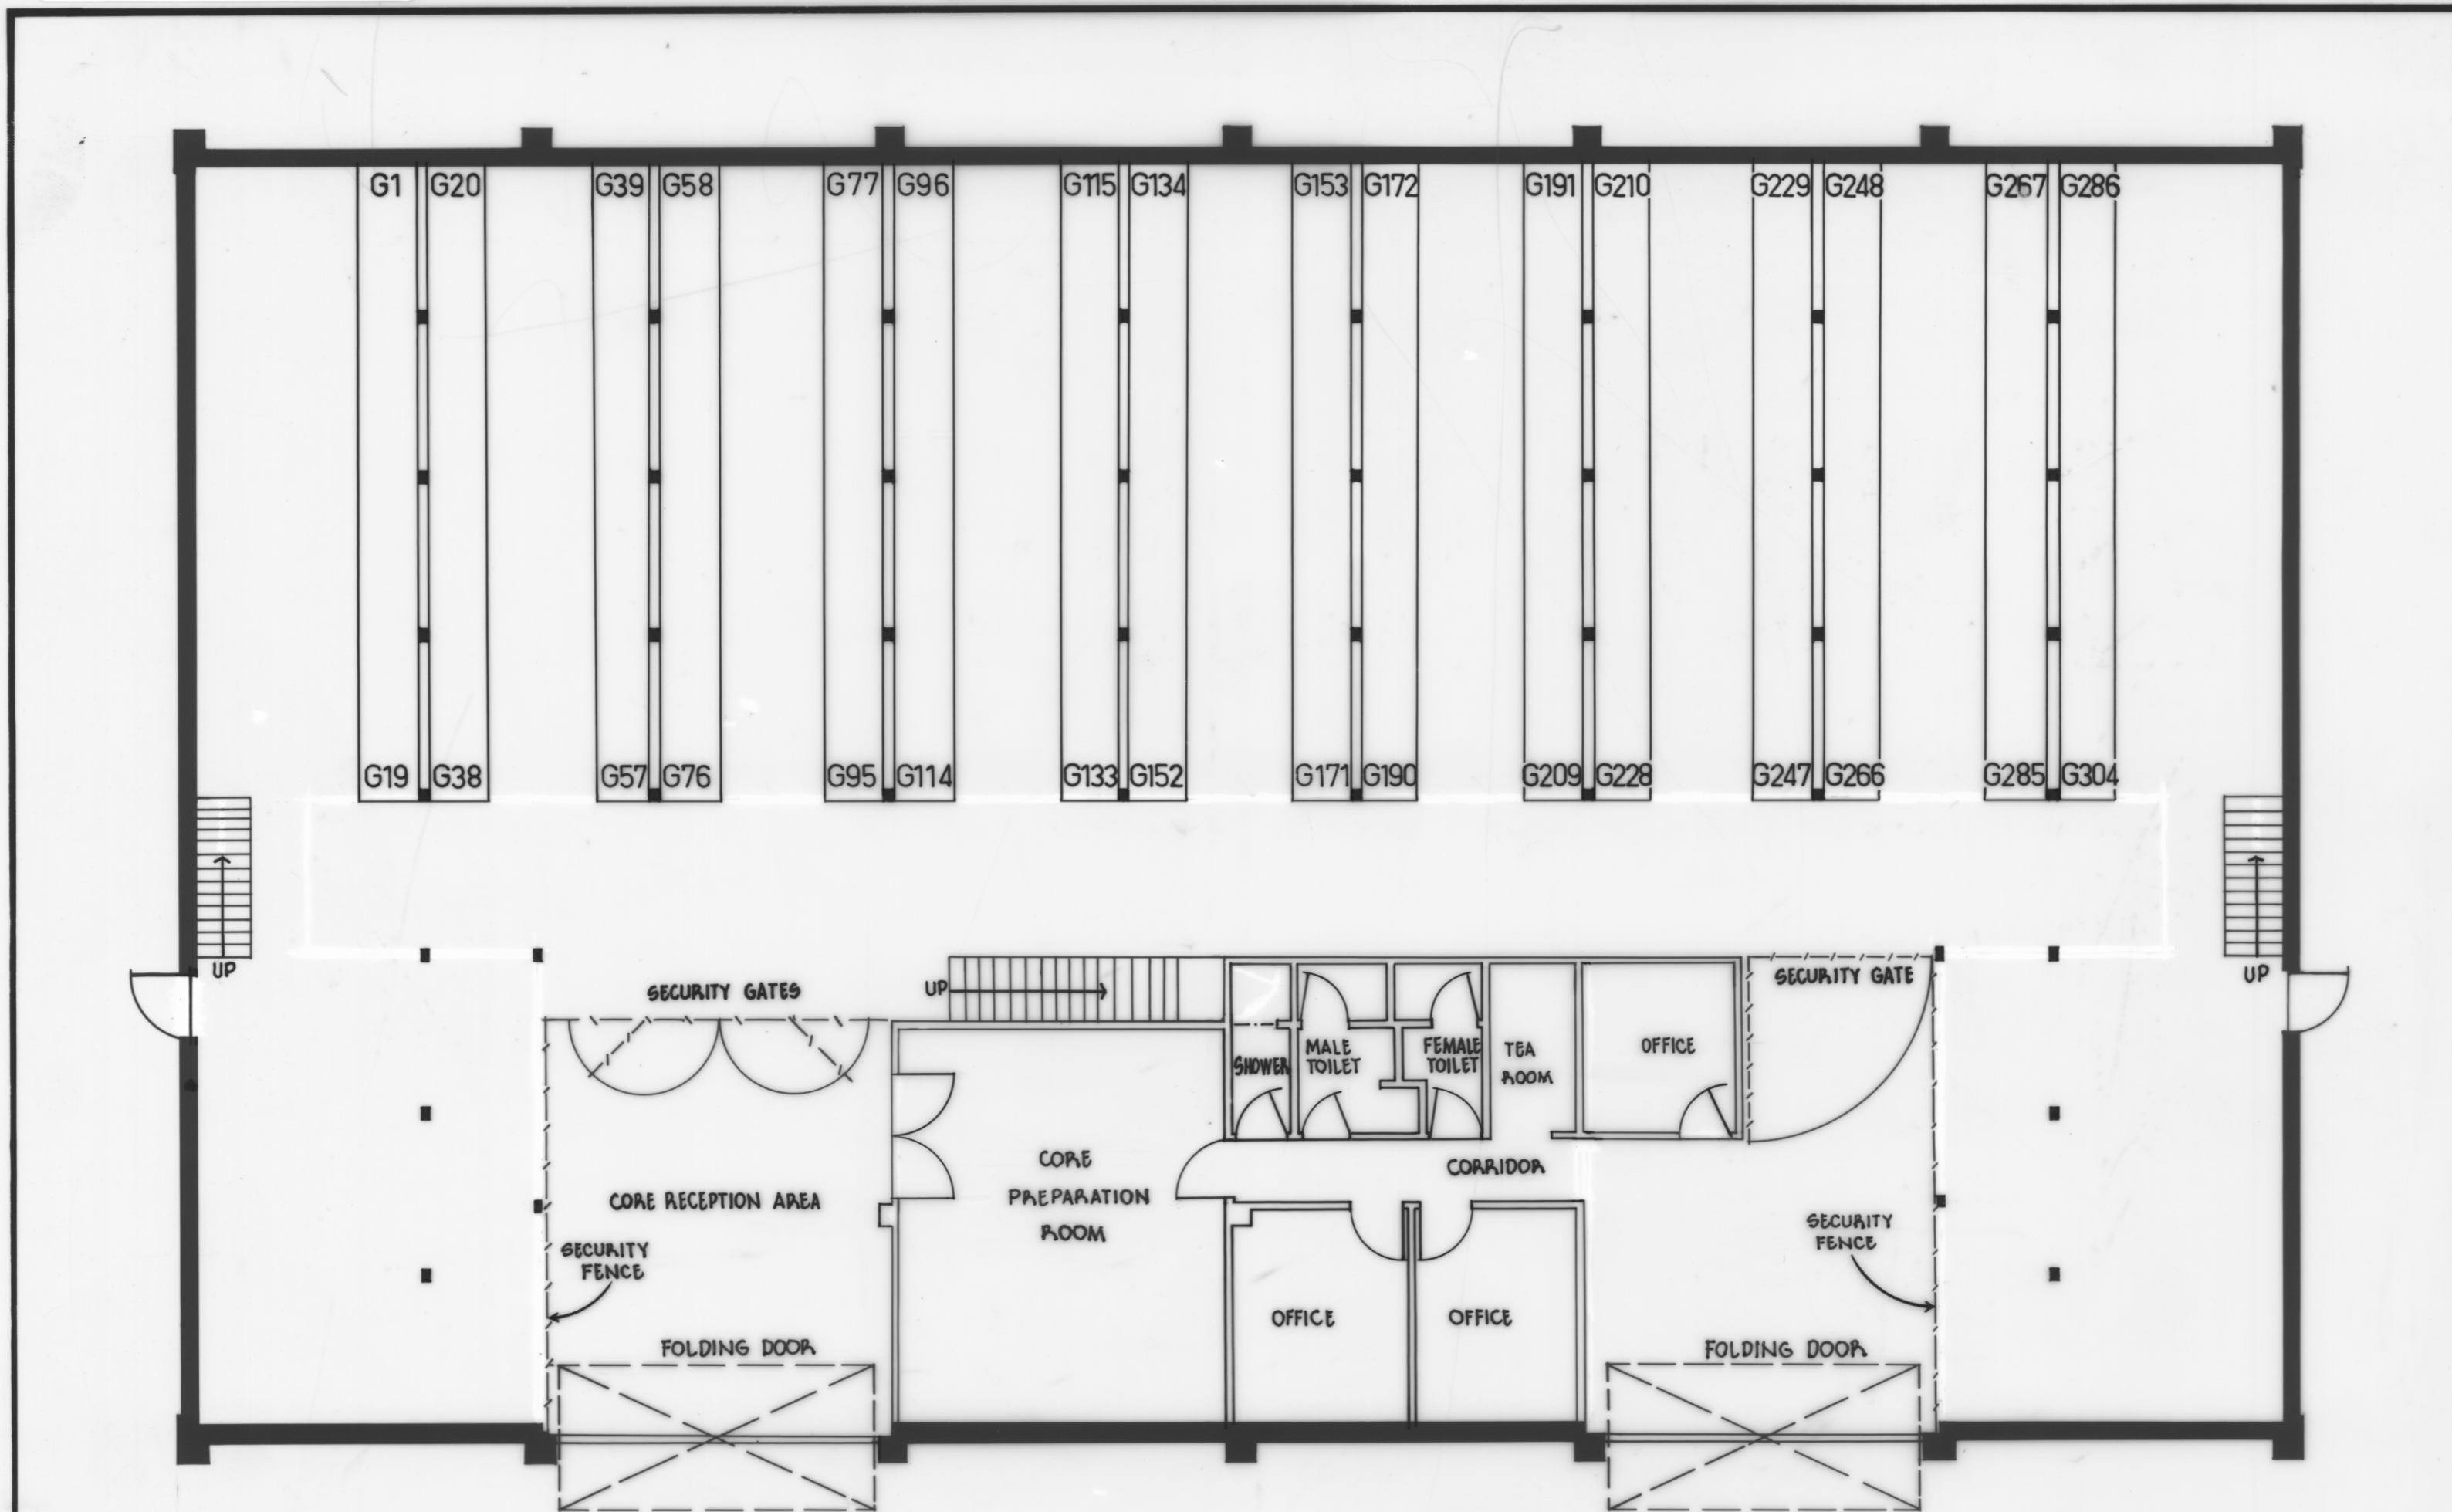 G1 G20 G39 G58 G77 G96 G115 G134 G153 G172 G191 G210 G229 G248 G267 G286
G19 G38 G57 G76 G95 G114 G133 G152 G171 G190 G209 G228 G247 G266 G285 G304
UP
SECURITY GATES
UP
SECURITY GATE
UP
SHOWER
MALE
TOILET
FEMALE
TOILET
TEA
ROOM
OFFICE
CORE RECEPTION AREA
CORE
PREPARATION
ROOM
CORRIDOR
SECURITY
FENCE
SECURITY
FENCE
OFFICE
OFFICE
FOLDING DOOR
FOLDING DOOR